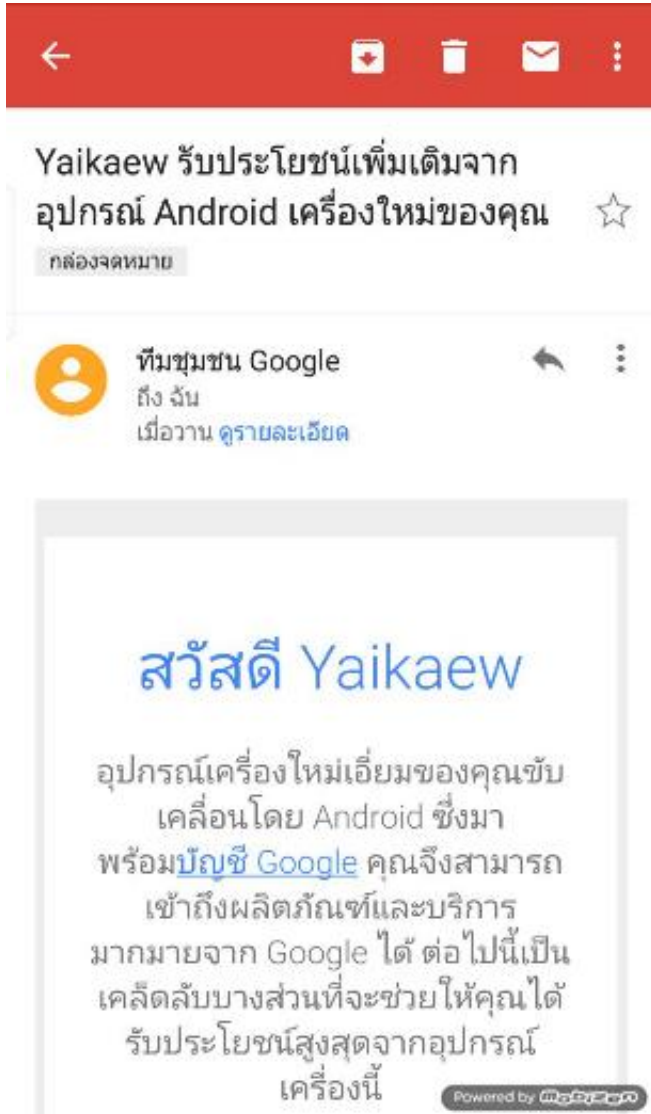 Yaikaew รับประโยชน์เพิ่มเติมจาก
อุปกรณ์ Android เครื่องใหม่ของคุณ
กล่องจดหมาย
ทีมชุมชน Google
ถึง ฉัน
เมื่อวาน ดูรายละเอียด
สวัสดี Yaikaew
อุปกรณ์เครื่องใหม่เอี่ยมของคุณขับ
เคลื่อนโดย Android ซึ่งมา
พร้อมบัญชี Google คุณจึงสามารถ
เข้าถึงผลิตภัณฑ์และบริการ
มากมายจาก Google ได้ ต่อไปนี้เป็น
เคล็ดลับบางส่วนที่จะช่วยให้คุณได้
รับประโยชน์สูงสุดจากอุปกรณ์
เครื่องนี้
Powered by Mobizen